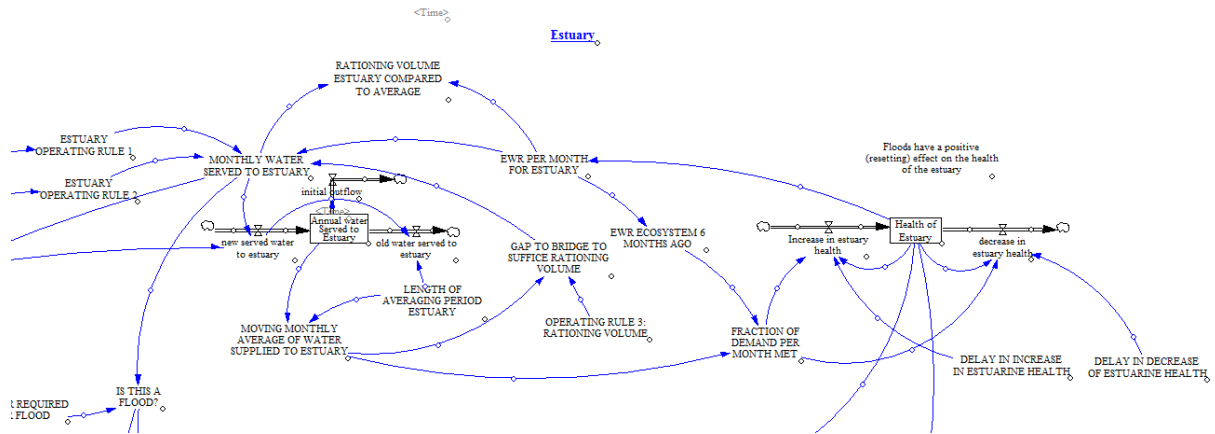 <Time>
Estuary
RATIONING VOLUME
ESTUARY COMPARED
TO AVERAGE
ESTUARY
OPERATING RULE 1
MONTHLY WATER
SERVED TO ESTUARY
EWR PER MONTH
FOR ESTUARY
Floods have a positive
(resetting) effect on the health
of the estuary
ESTUARY
OPERATING RULE 2
initial outflow
<Time>
Annual water
Served to
Estuary
new served water
to estuary
old water served to
estuary
GAP TO BRIDGE TO
SUFFICE RATIONING
VOLUME
EWR ECOSYSTEM 6
MONTHS AGO
Increase in estuary
health
Health of
Estuary
decrease in
estuary health
LENGTH OF
AVERAGING PERIOD
ESTUARY
MOVING MONTHLY
AVERAGE OF WATER
SUPPLIED TO ESTUARY
OPERATING RULE 3:
RATIONING VOLUME
FRACTION OF
DEMAND PER
MONTH MET
DELAY IN INCREASE
IN ESTUARINE HEALTH
DELAY IN DECREASE
OF ESTUARINE HEALTH
IS THIS A
FLOOD?
R REQUIRED
FLOOD